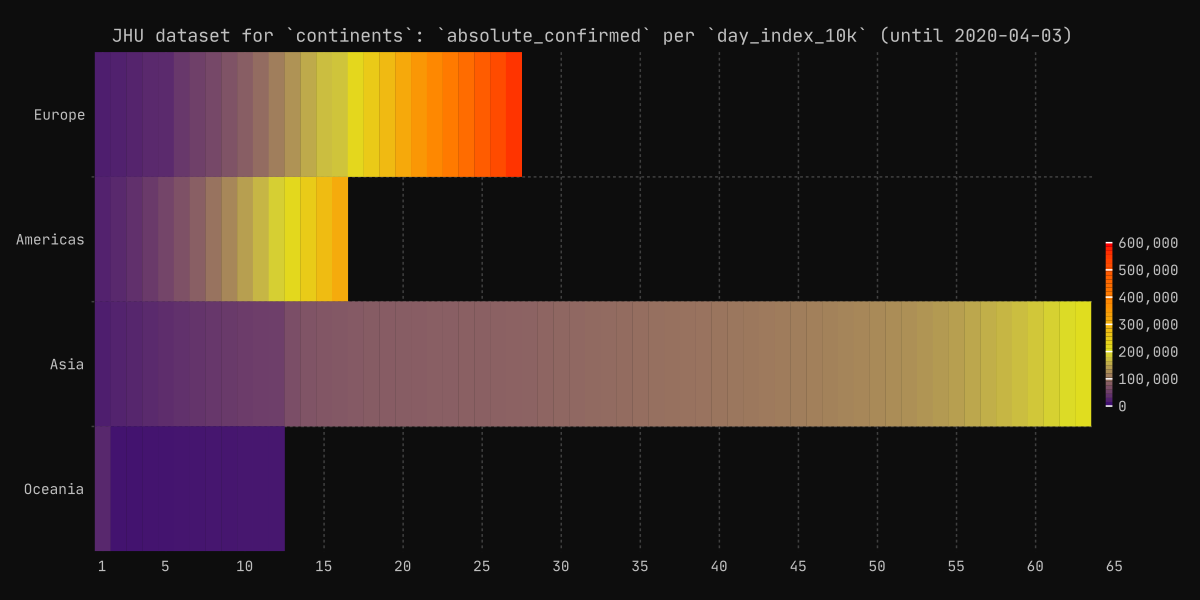 JHU dataset for `continents`: `absolute_confirmed` per `day_index_10k` (until 2020-04-03)
Europe
Americas
Asia
Oceania
600,000
500,000
400,000
300,000
200,000
100,000
0
1 5 10 15 20 25 30 35 40 45 50 55 60 65